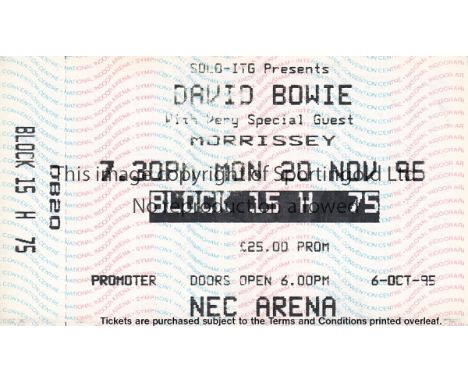 SOLO-ITG Presents
DAVID BOWIE
With Very Special Guest
MORRISSEY
7.30PM MON 20 NOV 95
This image copyright of Sportingold Ltd.
BLOCK 15 H 75
No reproduction allowed
£25.00 PROM
PROMOTER DOORS OPEN 6.00PM 6-OCT-95
NEC ARENA
Tickets are purchased subject to the Terms and Conditions printed overleaf.
BLOCK 15 H 75
0820